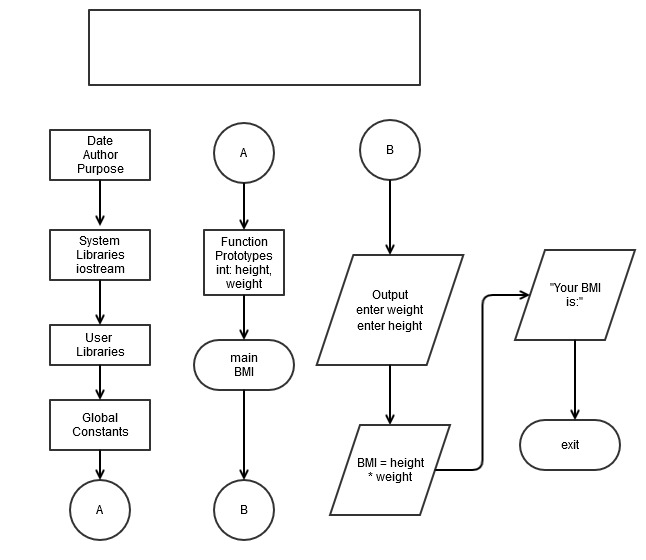 Date
Author
Purpose
System
Libraries
iostream
User
Libraries
Global
Constants
A
A
Function
Prototypes
int: height,
weight
main
BMI
B
B
Output
enter weight
enter height
BMI = height
* weight
"Your BMI
is:"
exit